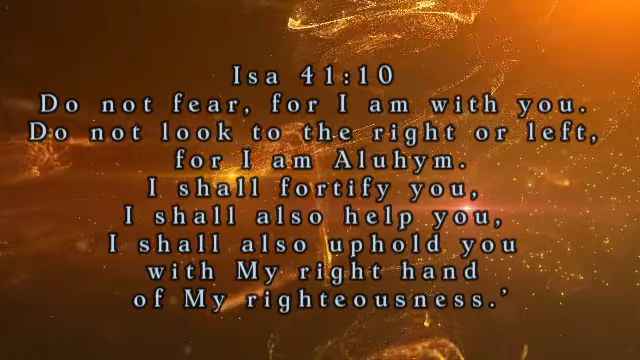 Isa 41:10
Do not fear, for I am with you.
Do not look to the right or left,
for I am Aluhym.
I shall fortify you,
I shall also help you,
I shall also uphold you
with My right hand
of My righteousness.’